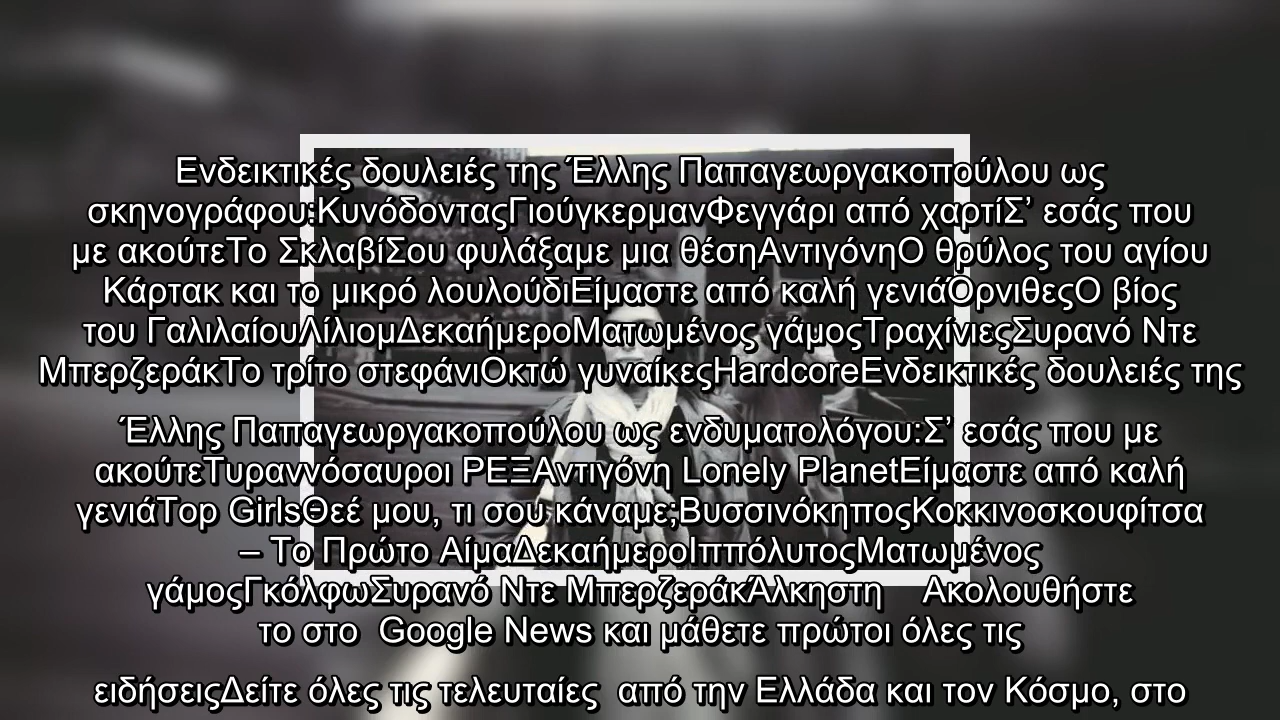 Ενδεικτικές δουλειές της Έλλης Παπαγεωργακοπούλου ως
σκηνογράφου:ΚυνόδονταςΓιούγκερμανΦεγγάρι από χαρτίΣ’ εσάς που
με ακούτεΤο ΣκλαβίΣου φυλάξαμε μια θέσηΑντιγόνηΟ θρύλος του αγίου
Κάρτακ και το μικρό λουλούδιΕίμαστε από καλή γενιάΌρνιθεςΟ βίος
του ΓαλιλαίουΛίλιομΔεκαήμεροΜατωμένος γάμοςΤραχίνιεςΣυρανό Ντε
ΜπερζεράκΤο τρίτο στεφάνιΟκτώ γυναίκεςHardcoreΕνδεικτικές δουλειές της
Έλλης Παπαγεωργακοπούλου ως ενδυματολόγου:Σ’ εσάς που με
ακούτεΤυραννόσαυροι ΡΕΞΑντιγόνη Lonely PlanetΕίμαστε από καλή
γενιάTop GirlsΘεέ μου, τι σου κάναμε;ΒυσσινόκηποςΚοκκινοσκουφίτσα
– Το Πρώτο ΑίμαΔεκαήμεροΙππόλυτοςΜατωμένος
γάμοςΓκόλφωΣυρανό Ντε ΜπερζεράκΆλκηστη Ακολουθήστε
το στο Google News και μάθετε πρώτοι όλες τις
ειδήσειςΔείτε όλες τις τελευταίες από την Ελλάδα και τον Κόσμο, στο